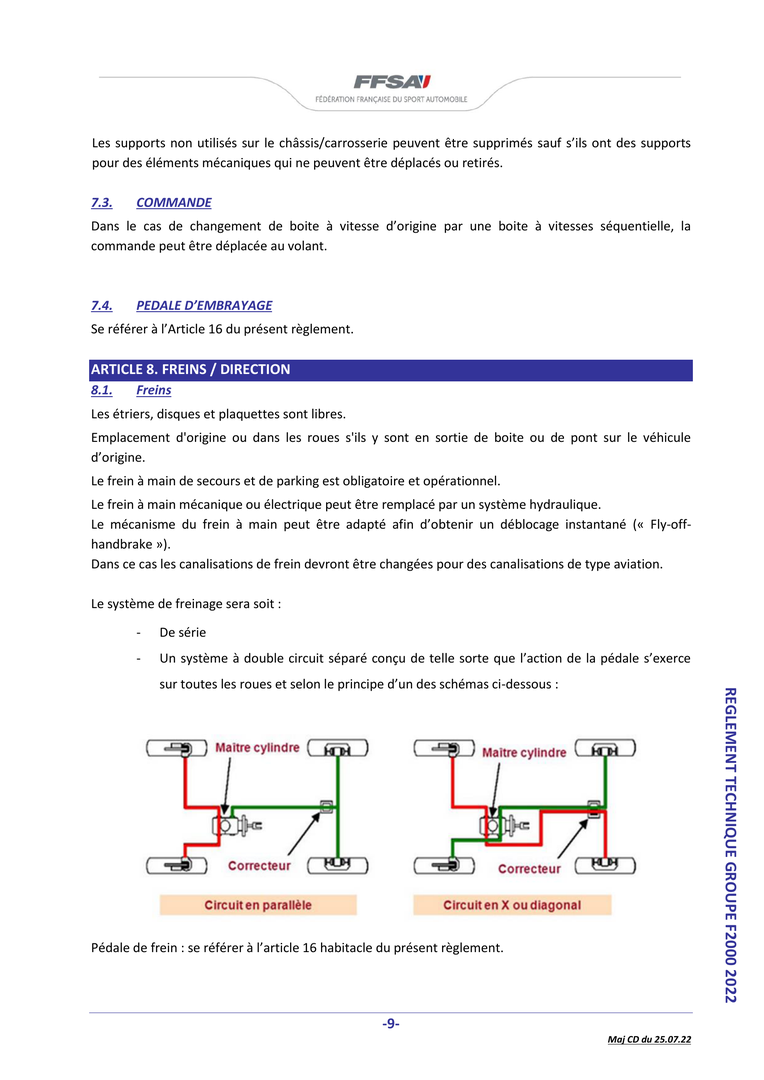 FFSA
FÉDÉRATION FRANÇAISE DU SPORT AUTOMOBILE
Les supports non utilisés sur le châssis/carrosserie peuvent être supprimés sauf s’ils ont des supports
pour des éléments mécaniques qui ne peuvent être déplacés ou retirés.
7.3. COMMANDE
Dans le cas de changement de boite à vitesse d’origine par une boite à vitesses séquentielle, la
commande peut être déplacée au volant.
7.4. PEDALE D’EMBRAYAGE
Se référer à l’Article 16 du présent règlement.
ARTICLE 8. FREINS / DIRECTION
8.1. Freins
Les étriers, disques et plaquettes sont libres.
Emplacement d'origine ou dans les roues s'ils y sont en sortie de boite ou de pont sur le véhicule
d’origine.
Le frein à main de secours et de parking est obligatoire et opérationnel.
Le frein à main mécanique ou électrique peut être remplacé par un système hydraulique.
Le mécanisme du frein à main peut être adapté afin d’obtenir un déblocage instantané (« Fly-off-
handbrake »).
Dans ce cas les canalisations de frein devront être changées pour des canalisations de type aviation.
Le système de freinage sera soit :
- De série
- Un système à double circuit séparé conçu de telle sorte que l’action de la pédale s’exerce
sur toutes les roues et selon le principe d’un des schémas ci-dessous :
Maître cylindre
Correcteur
Circuit en parallèle
Maître cylindre
Correcteur
Circuit en X ou diagonal
Pédale de frein : se référer à l’article 16 habitacle du présent règlement.
REGLEMENT TECHNIQUE GROUPE F2000 2022
-9-
Maj CD du 25.07.22